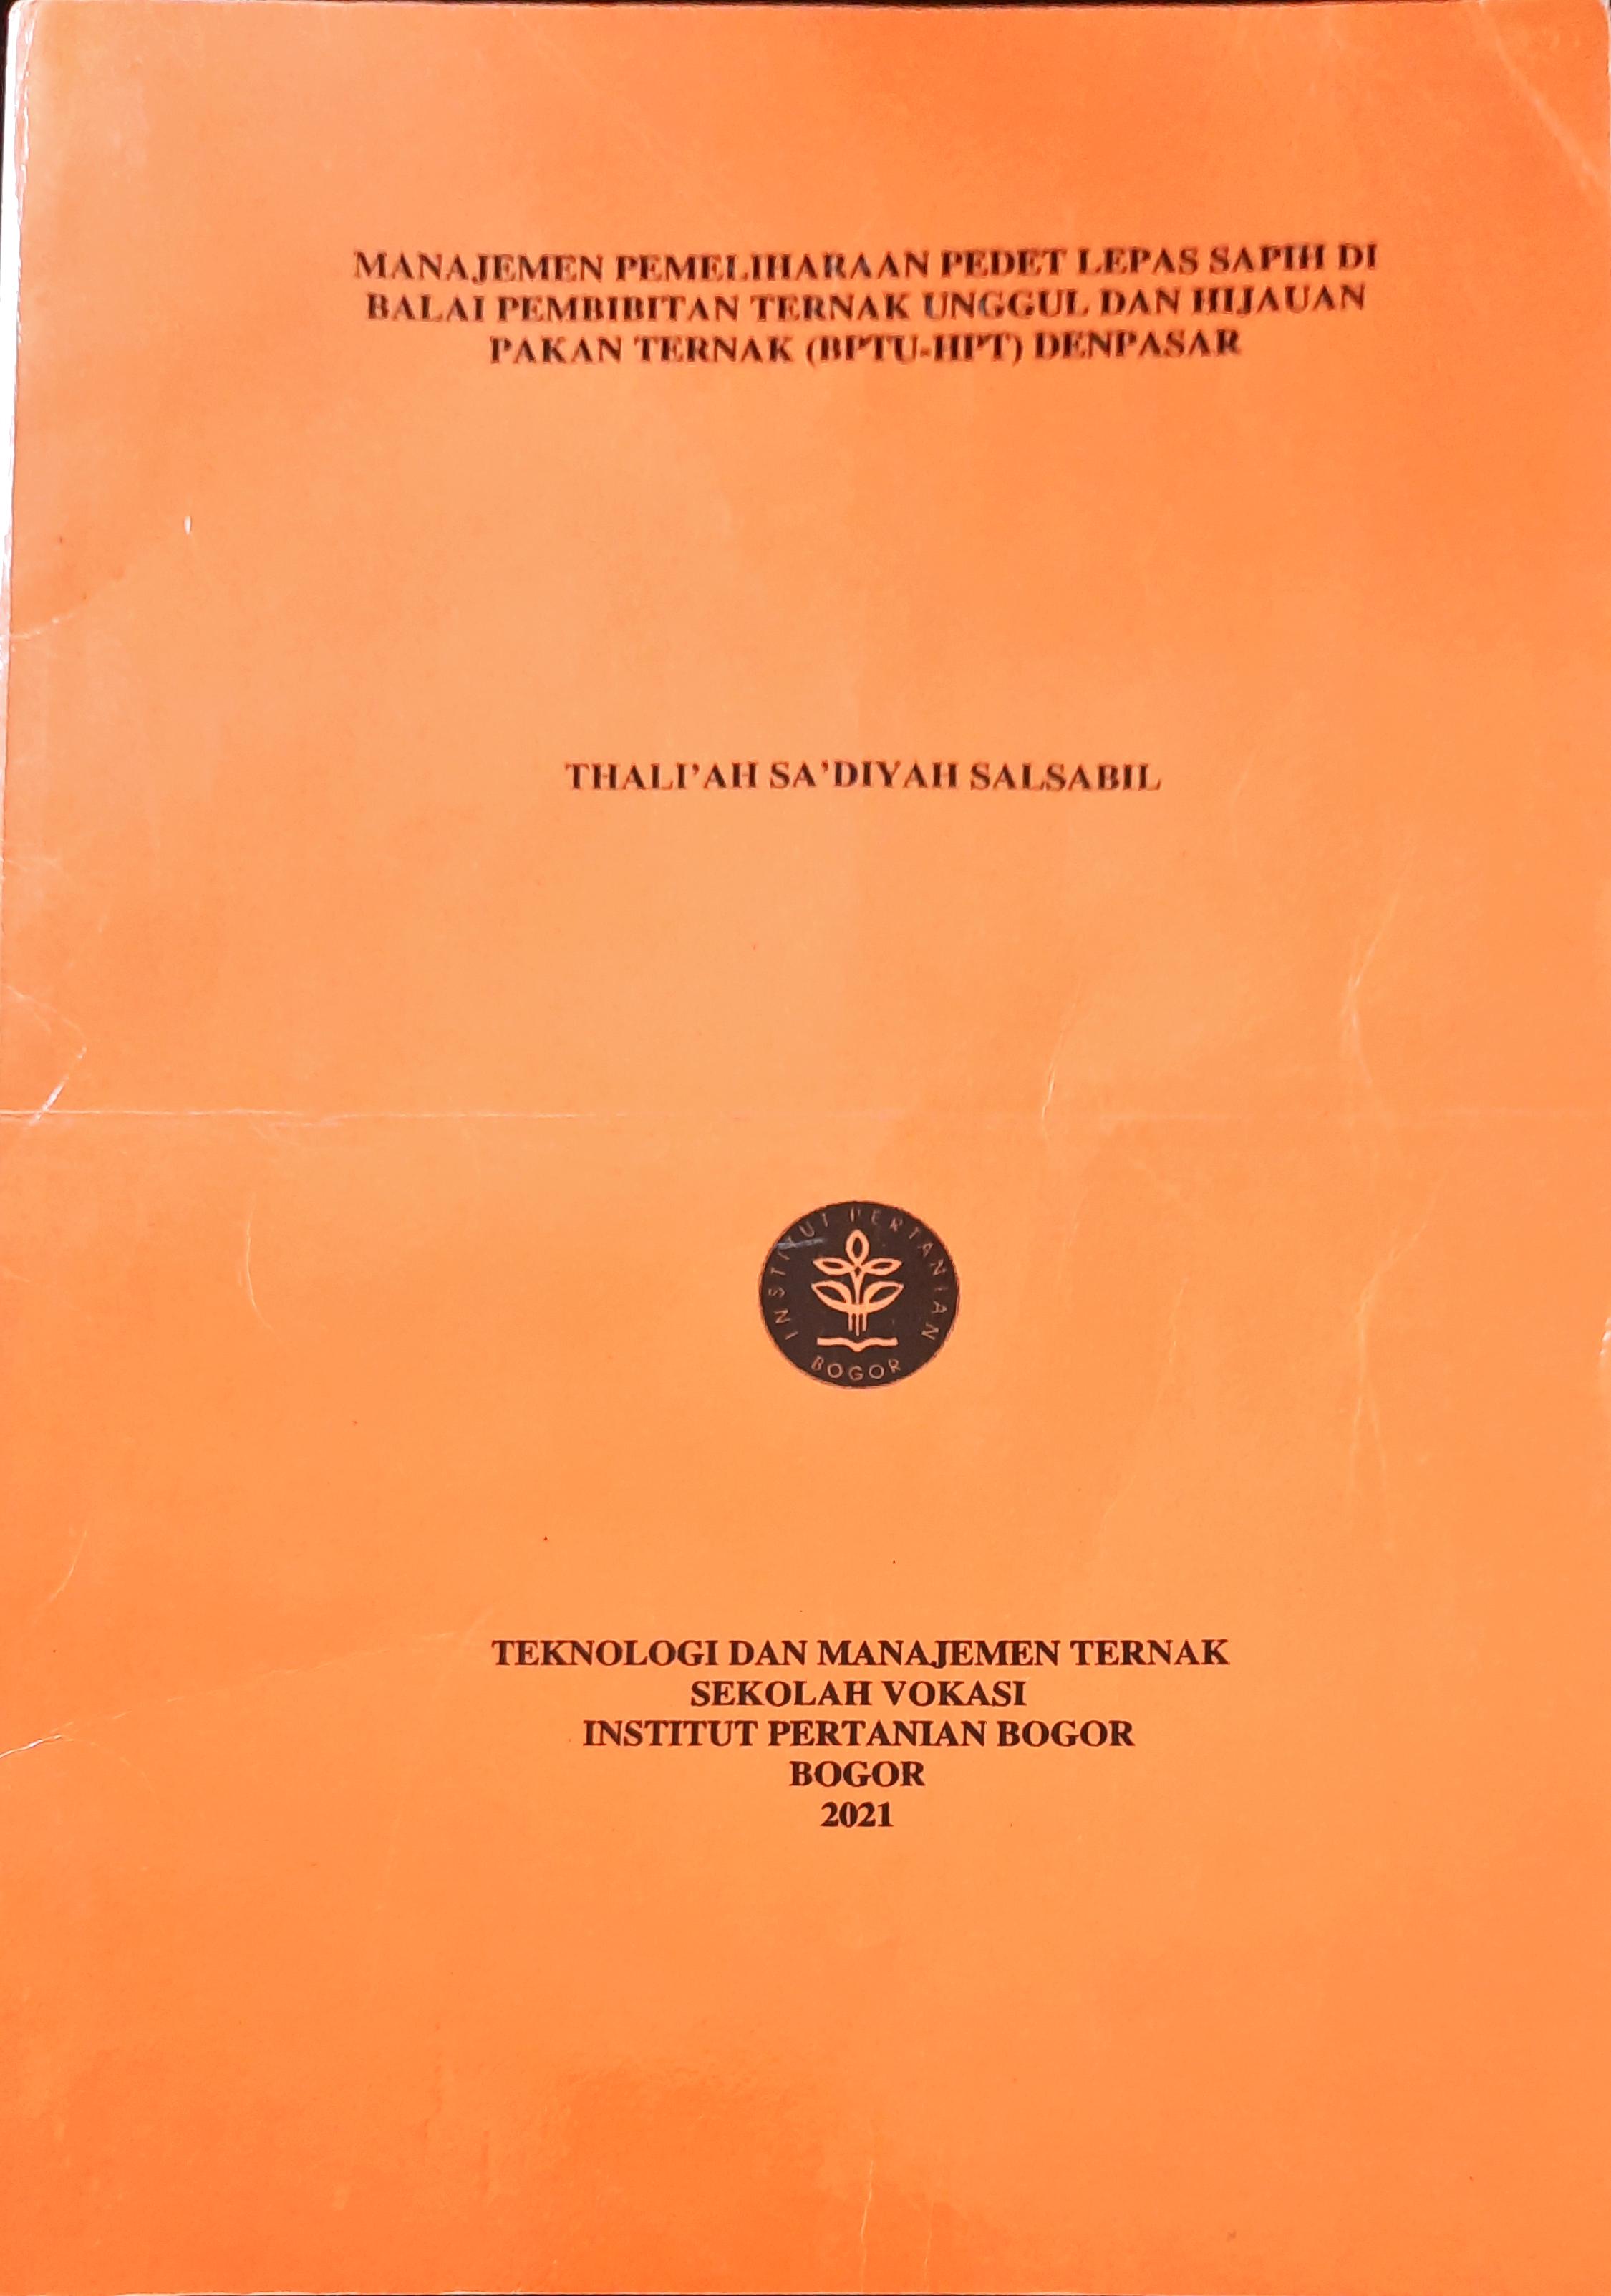 MANAJEMEN PEMELIHARAAN PEDET LEPAS SAPIH DI
BALAI PEMBIBITAN TERNAK UNGGUL DAN HIJAUAN
PAKAN TERNAK (BPTU-HPT) DENPASAR
THALI'AH SA'DIYAH SALSABIL
INSTITUT PERTANIAN
BOGOR
TEKNOLOGI DAN MANAJEMEN TERNAK
SEKOLAH VOKASI
INSTITUT PERTANIAN BOGOR
BOGOR
2021